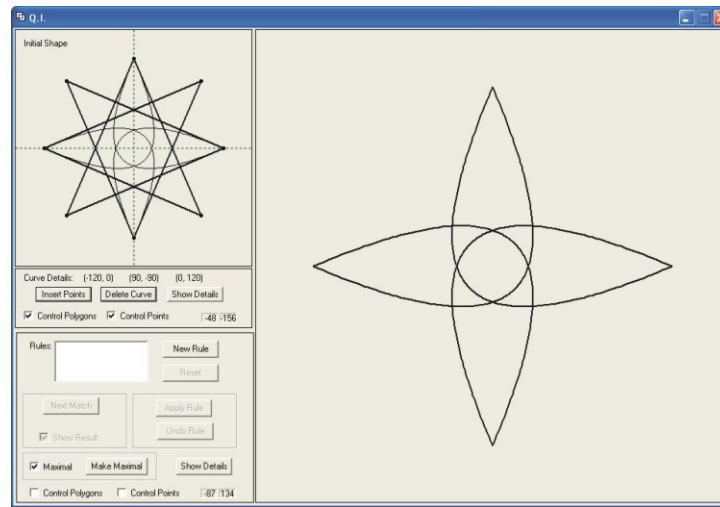 Q.I.
Initial Shape
Curve Details: (-120, 0) (90, -90) (0, 120)
Insert Points Delete Curve Show Details
Control Polygons Control Points -48 -156
Rules: New Rule
Reset
Next Match Apply Rule
Show Result Undo Rule
Maximal Make Maximal Show Details
Control Polygons Control Points -87 134